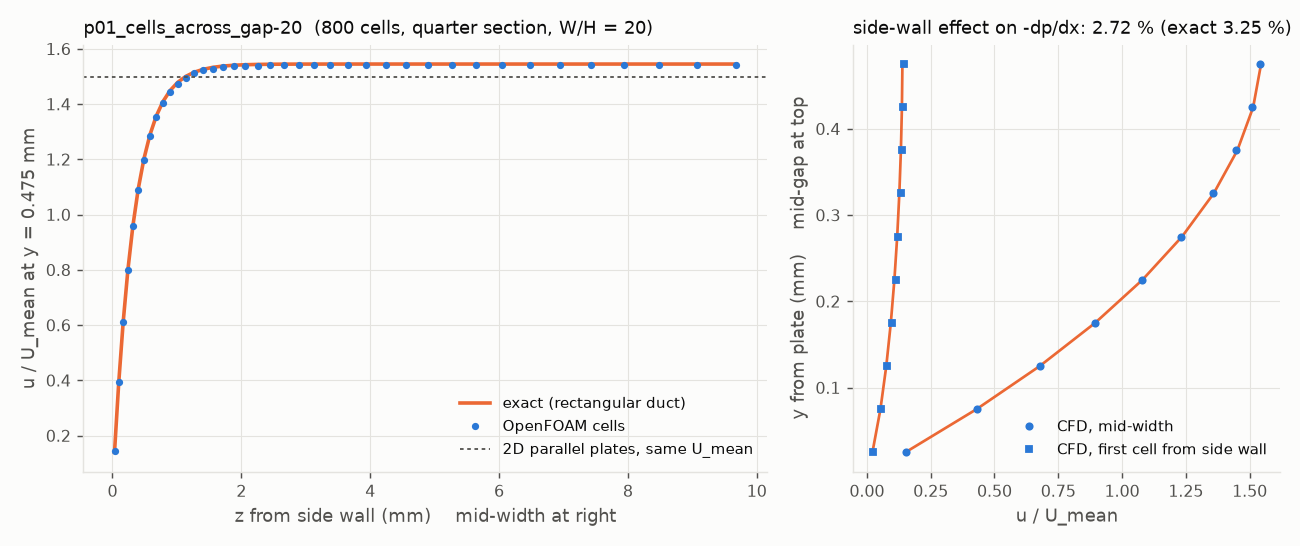 p01_cells_across_gap-20  (800 cells, quarter section, W/H = 20)
1.6
1.4
1.2
1.0
0.8
0.6
0.4
0.2
u / U_mean at y = 0.475 mm
exact (rectangular duct)
OpenFOAM cells
2D parallel plates, same U_mean
0
2
4
6
8
10
z from side wall (mm)    mid-width at right
side-wall effect on -dp/dx: 2.72 % (exact 3.25 %)
0.4
0.3
0.2
0.1
y from plate (mm)    mid-gap at top
CFD, mid-width
CFD, first cell from side wall
0.00
0.25
0.50
0.75
1.00
1.25
1.50
u / U_mean